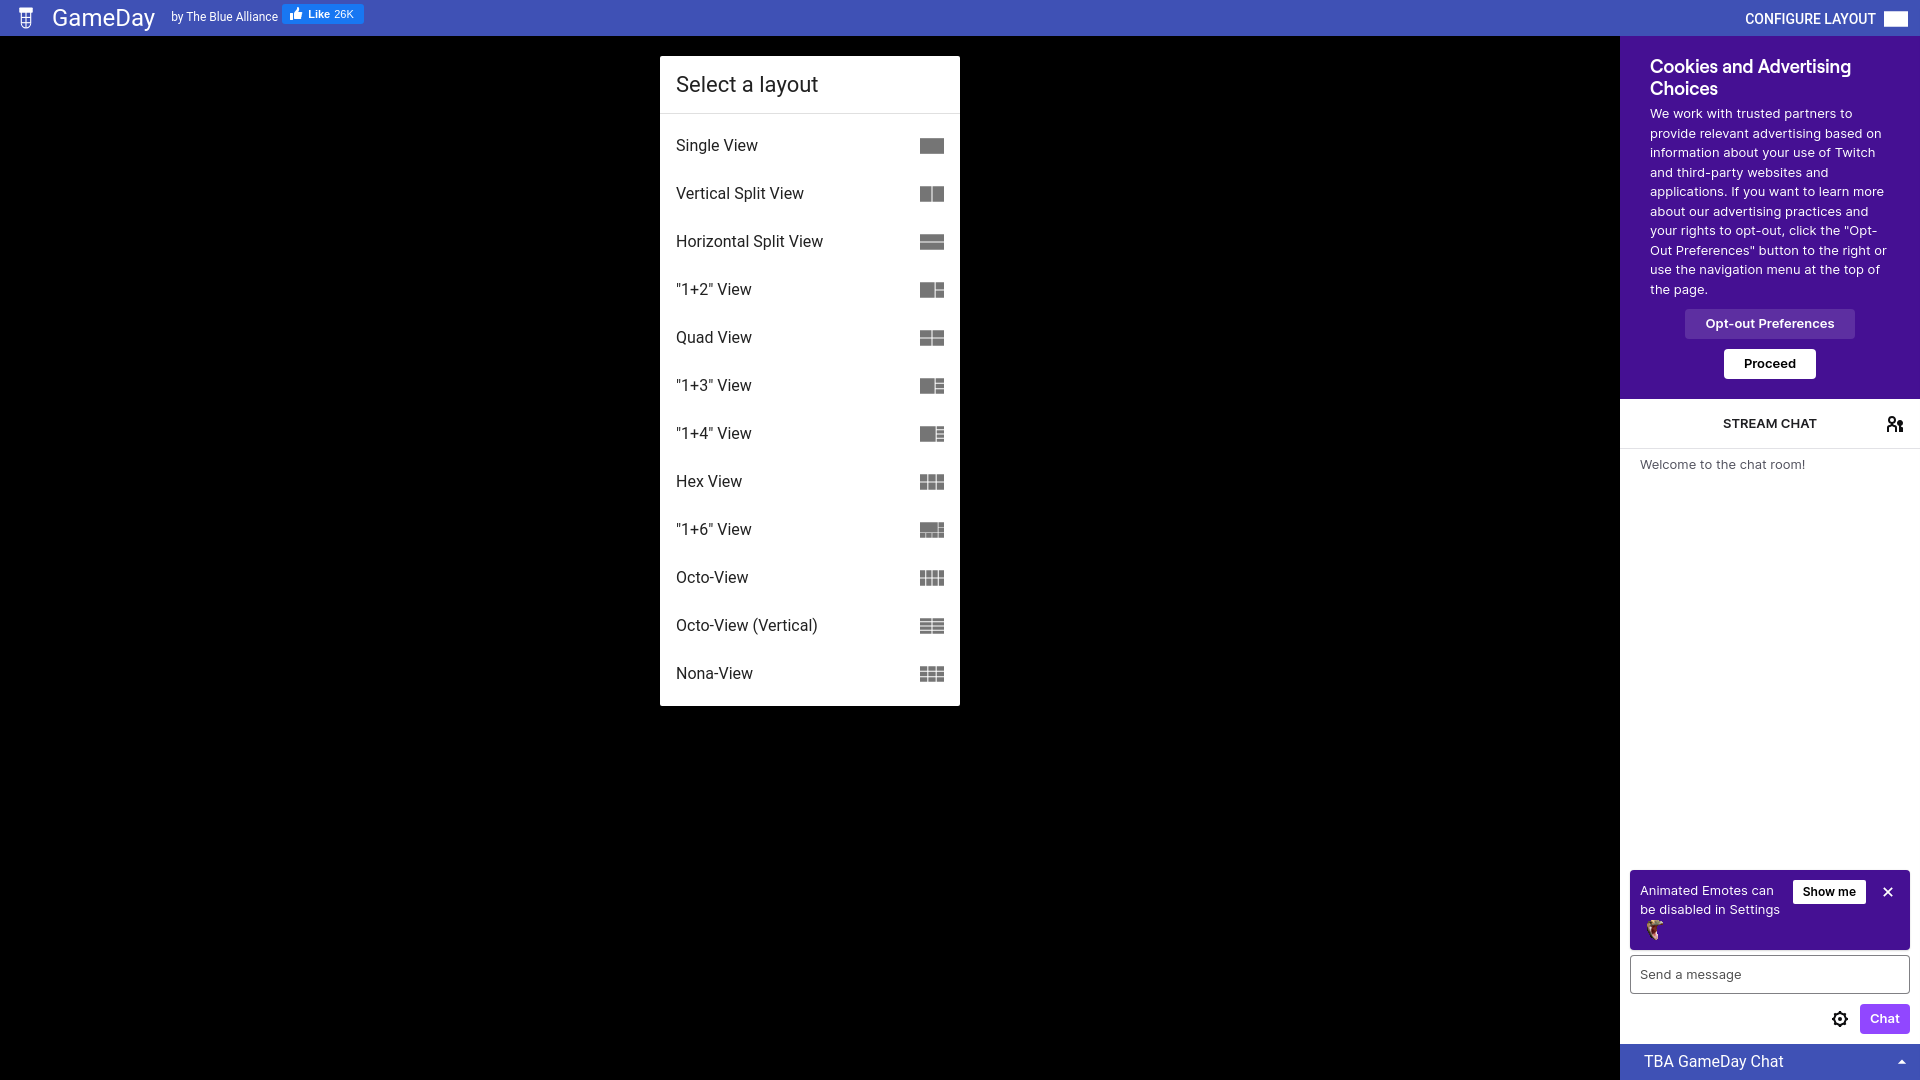 GameDay by The Blue Alliance Like 26K
CONFIGURE LAYOUT
Select a layout
Single View
Vertical Split View
Horizontal Split View
"1+2" View
Quad View
"1+3" View
"1+4" View
Hex View
"1+6" View
Octo-View
Octo-View (Vertical)
Nona-View
Cookies and Advertising
Choices
We work with trusted partners to
provide relevant advertising based on
information about your use of Twitch
and third-party websites and
applications. If you want to learn more
about our advertising practices and
your rights to opt-out, click the "Opt-
Out Preferences" button to the right or
use the navigation menu at the top of
the page.
Opt-out Preferences
Proceed
STREAM CHAT
Welcome to the chat room!
Animated Emotes can
be disabled in Settings
Show me
Send a message
Chat
TBA GameDay Chat